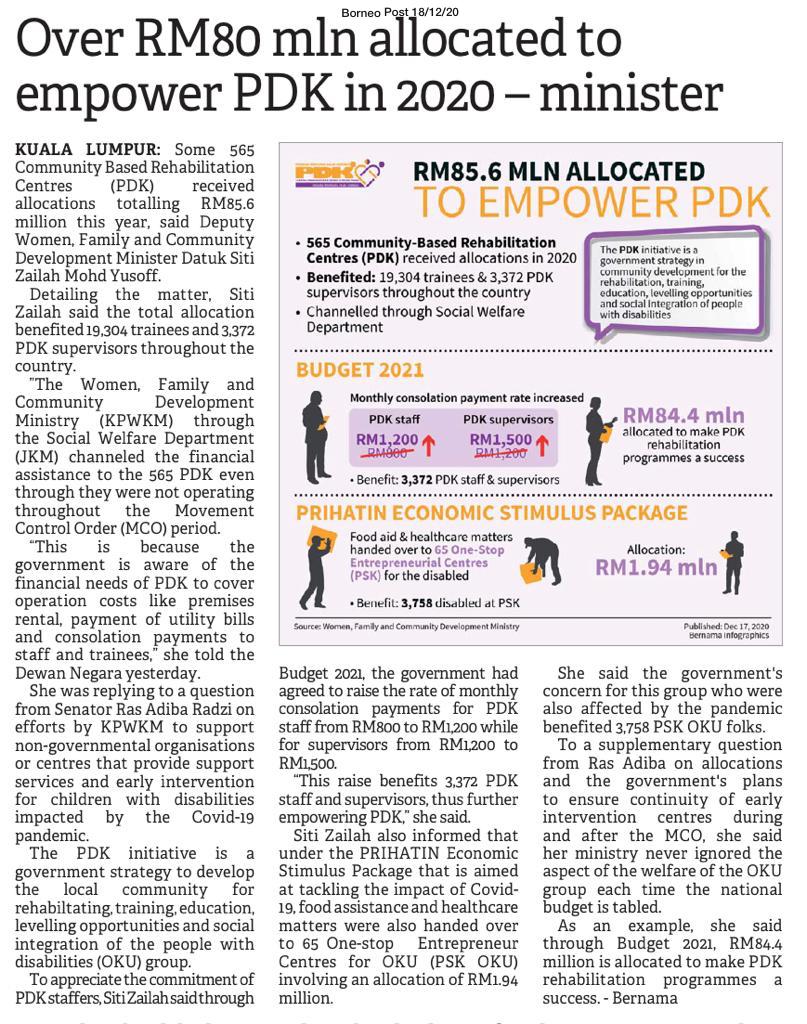 Borneo Post 18/12/20
Over RM80 mln allocated to
empower PDK in 2020 – minister
KUALA LUMPUR: Some 565
Community Based Rehabilitation
Centres (PDK) received
allocations totalling RM85.6
million this year, said Deputy
Women, Family and Community
Development Minister Datuk Siti
Zailah Mohd Yusoff.
Detailing the matter, Siti
Zailah said the total allocation
benefited 19,304 trainees and 3,372
PDK supervisors throughout the
country.
"The Women, Family and
Community Development
Ministry (KPWKM) through
the Social Welfare Department
(JKM) channeled the financial
assistance to the 565 PDK even
through they were not operating
throughout the Movement
Control Order (MCO) period.
“This is because the
government is aware of the
financial needs of PDK to cover
operation costs like premises
rental, payment of utility bills
and consolation payments to
staff and trainees,” she told the
Dewan Negara yesterday.
She was replying to a question
from Senator Ras Adiba Radzi on
efforts by KPWKM to support
non-governmental organisations
or centres that provide support
services and early intervention
for children with disabilities
impacted by the Covid-19
pandemic.
The PDK initiative is a
government strategy to develop
the local community for
rehabiltating, training, education,
levelling opportunities and social
integration of the people with
disabilities (OKU) group.
To appreciate the commitment of
PDK staffers, Siti Zailah said through
PDK
RM85.6 MLN ALLOCATED
TO EMPOWER PDK
• 565 Community-Based Rehabilitation
Centres (PDK) received allocations in 2020
• Benefited: 19,304 trainees & 3,372 PDK
supervisors throughout the country
• Channelled through Social Welfare
Department
The PDK initiative is a
government strategy in
community development for the
rehabilitation, training,
education, levelling opportunities
and social integration of people
with disabilities
BUDGET 2021
Monthly consolation payment rate increased
PDK staff
RM1,200
RM800
PDK supervisors
RM1,500
RM1,200
• Benefit: 3,372 PDK staff & supervisors
RM84.4 mln
allocated to make PDK
rehabilitation
programmes a success
PRIHATIN ECONOMIC STIMULUS PACKAGE
Food aid & healthcare matters
handed over to 65 One-Stop
Entrepreneurial Centres
(PSK) for the disabled
• Benefit: 3,758 disabled at PSK
Allocation:
RM1.94 mln
Source: Women, Family and Community Development Ministry
Published: Dec 17, 2020
Bernama Infographics
Budget 2021, the government had
agreed to raise the rate of monthly
consolation payments for PDK
staff from RM800 to RM1,200 while
for supervisors from RM1,200 to
RM1,500.
“This raise benefits 3,372 PDK
staff and supervisors, thus further
empowering PDK,” she said.
Siti Zailah also informed that
under the PRIHATIN Economic
Stimulus Package that is aimed
at tackling the impact of Covid-
19, food assistance and healthcare
matters were also handed over
to 65 One-stop Entrepreneur
Centres for OKU (PSK OKU)
involving an allocation of RM1.94
million.
She said the government's
concern for this group who were
also affected by the pandemic
benefited 3,758 PSK OKU folks.
To a supplementary question
from Ras Adiba on allocations
and the government's plans
to ensure continuity of early
intervention centres during
and after the MCO, she said
her ministry never ignored the
aspect of the welfare of the OKU
group each time the national
budget is tabled.
As an example, she said
through Budget 2021, RM84.4
million is allocated to make PDK
rehabilitation programmes a
success. - Bernama